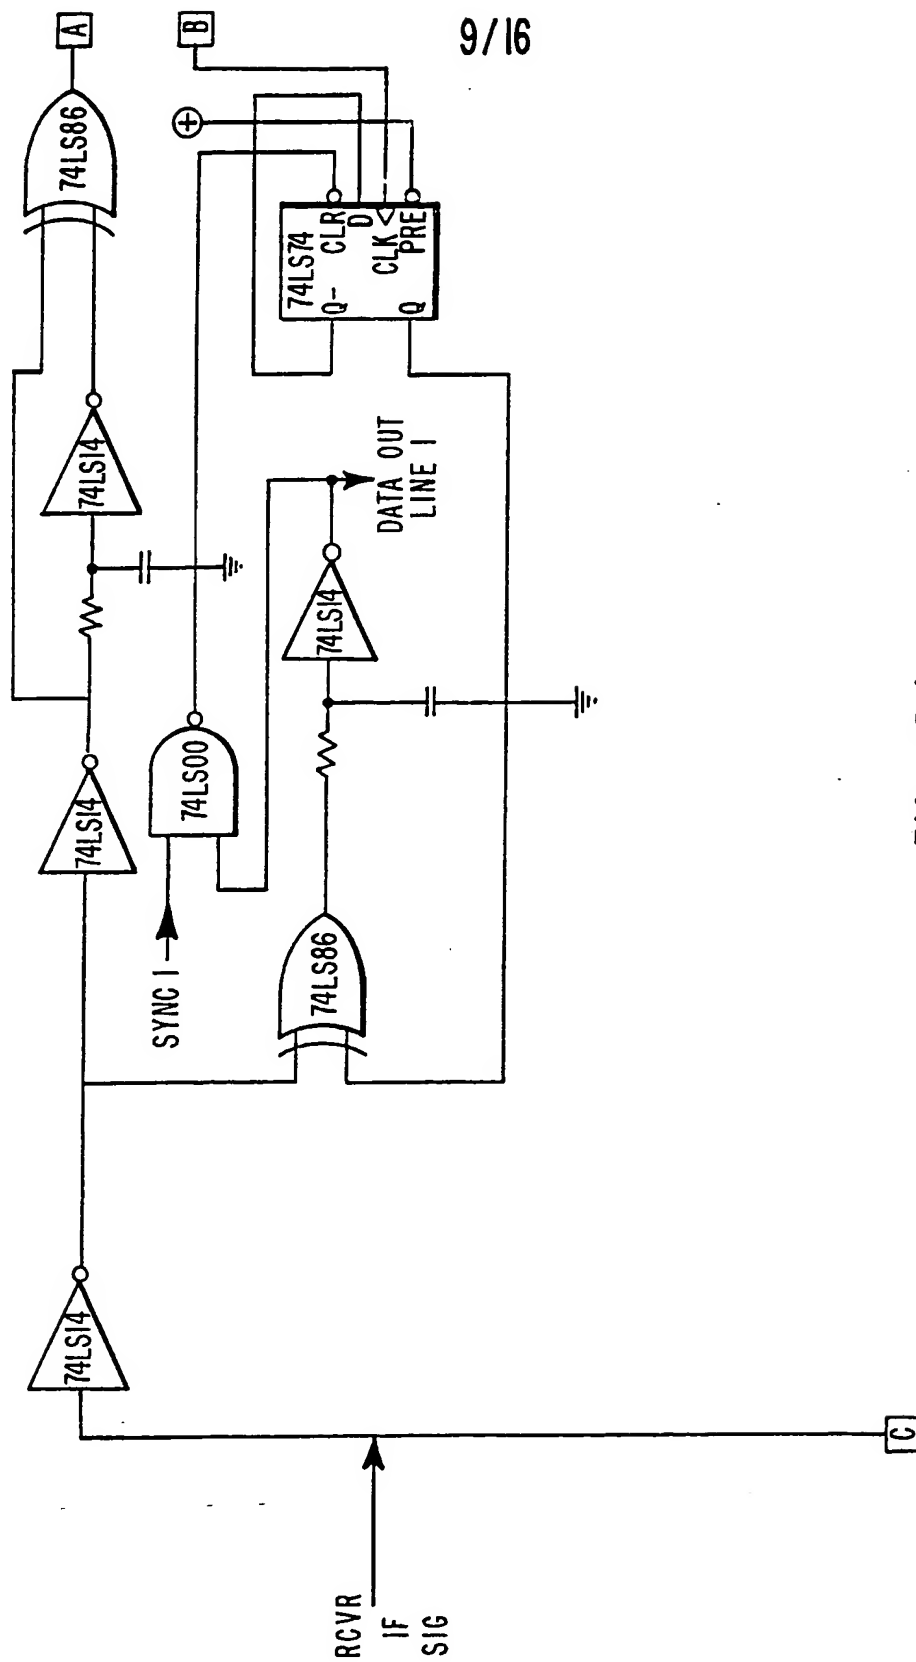 9/16
A
B
74LS86
74LS14
74LS14
74LS14
74LS00
SYNC 1
74LS74
CLR
D
CLK
PRE
Q-
Q
DATA OUT
LINE 1
74LS14
74LS86
RCVR
IF
SIG
C